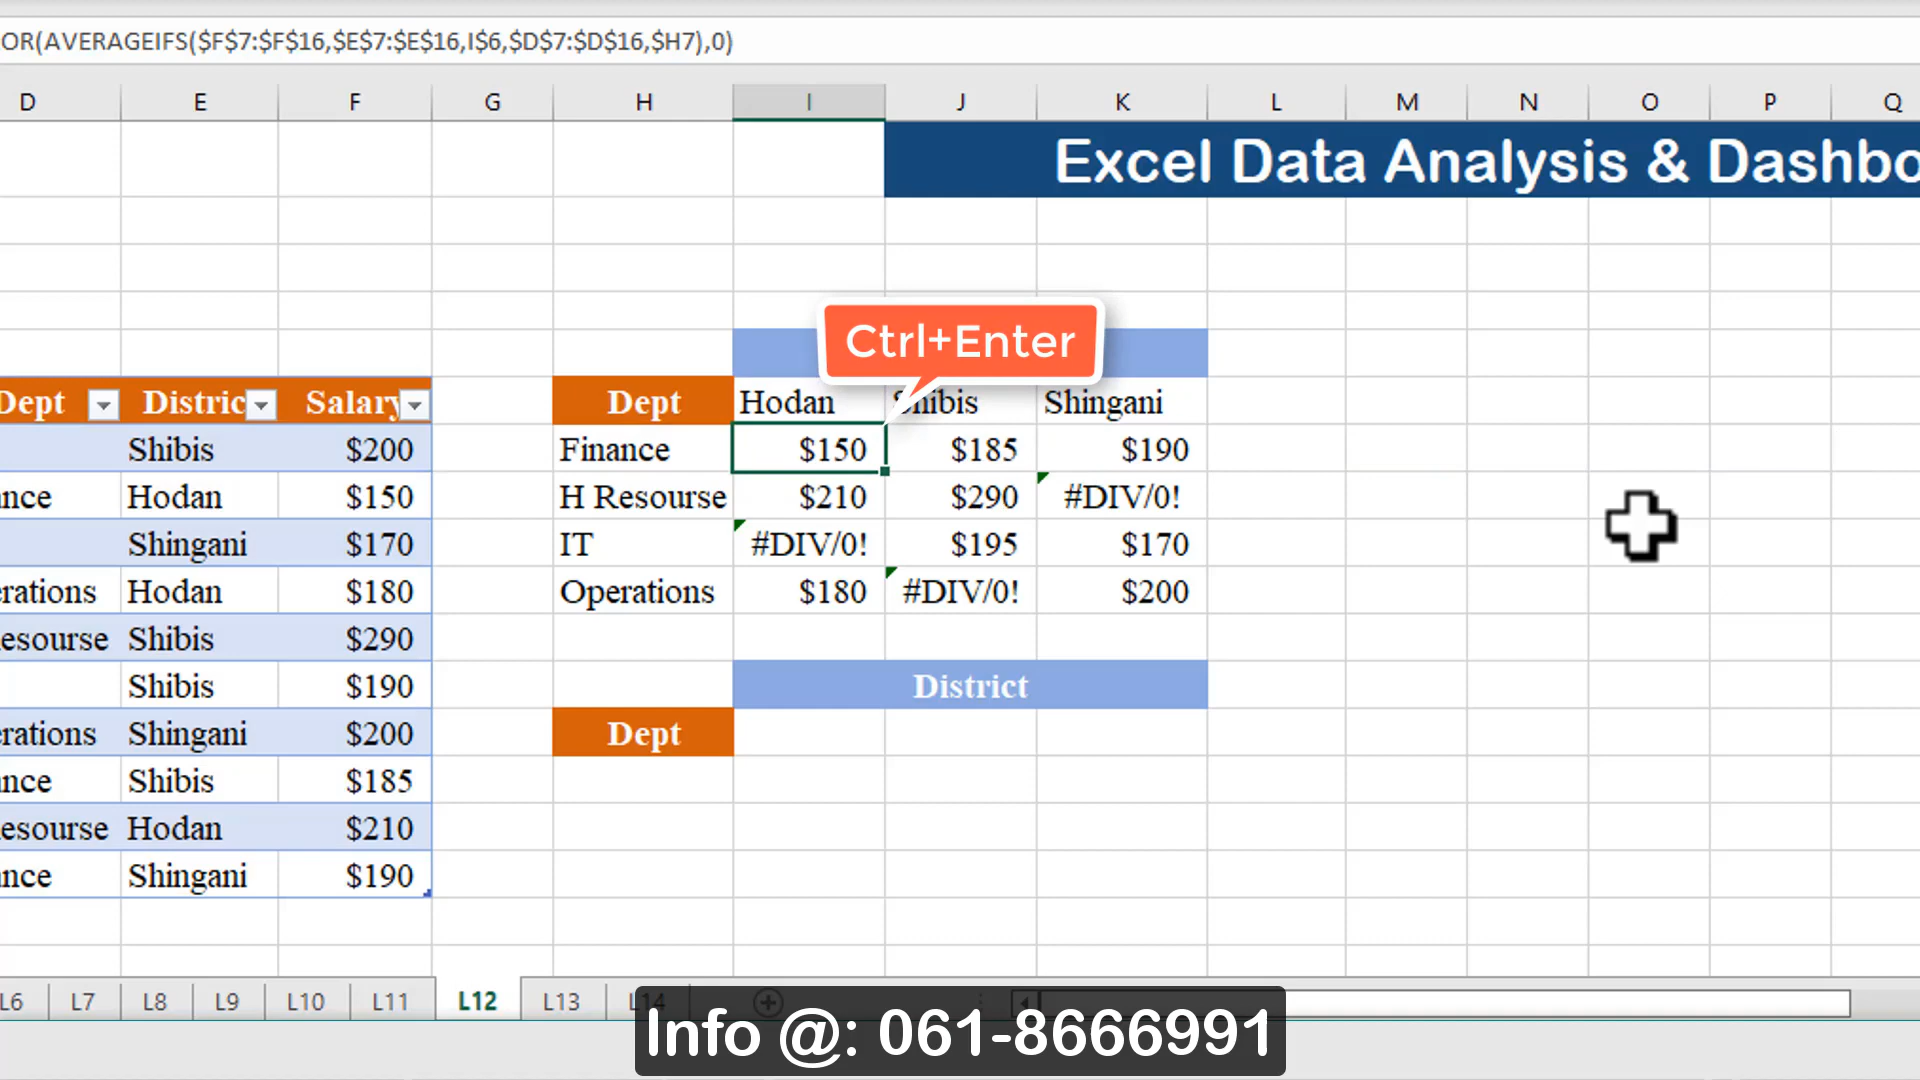 OR(AVERAGEIFS($F$7:$F$16,$E$7:$E$16,I$6,$D$7:$D$16,$H7),0)
D E F G H I J K L M N O P Q
Excel Data Analysis & Dashbo
Ctrl+Enter
Dept Distric Salary Dept Hodan Shibis Shingani
Shibis $200 Finance $150 $185 $190
nce Hodan $150 H Resourse $210 $290 #DIV/0!
Shingani $170 IT #DIV/0! $195 $170
rations Hodan $180 Operations $180 #DIV/0! $200
esourse Shibis $290
Shibis $190 District
rations Shingani $200 Dept
nce Shibis $185
esourse Hodan $210
nce Shingani $190
L6 L7 L8 L9 L10 L11 L12 L13 L14
Info @: 061-8666991